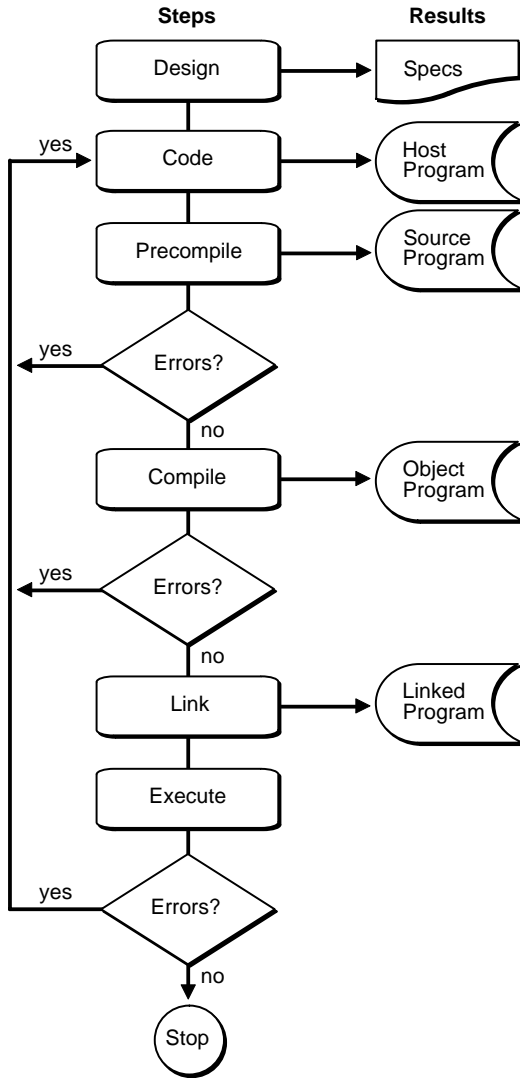 Steps Results
Design Specs
yes
Code Host
Program
Precompile Source
Program
yes Errors?
no
Compile Object
Program
yes Errors?
no
Link Linked
Program
Execute
yes Errors?
no
Stop